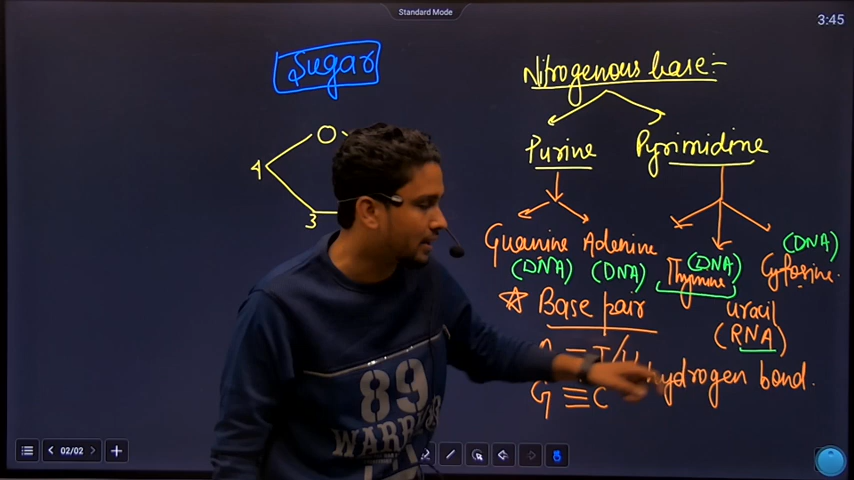 Standard Mode
3:45
Sugar
O
4
3
Nitrogenous base:-
Purine
Pyrimidine
Guanine Adenine
(DNA) (DNA)
Thymine (DNA)
Cytosine (DNA)
uracil
(RNA)
☆ Base pair
A = T/U
G ≡ C
hydrogen bond.
89
WARRIOR
02/02